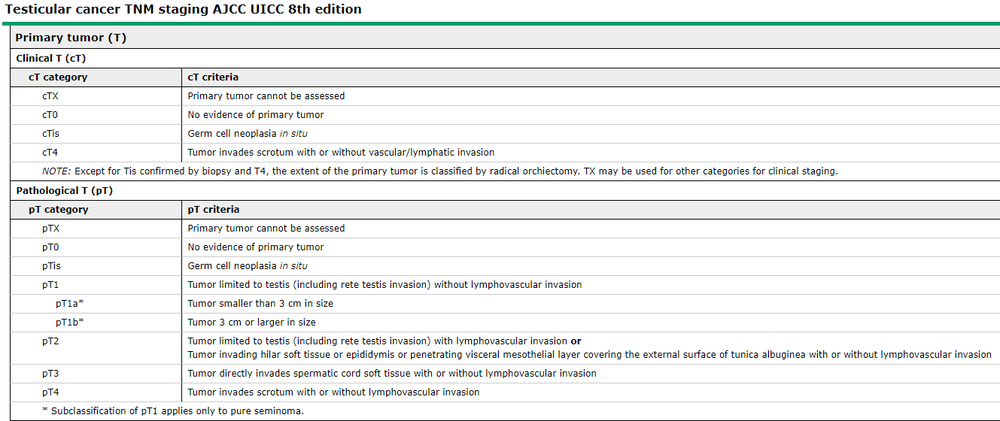 Testicular cancer TNM staging AJCC UICC 8th edition
Primary tumor (T)
Clinical T (cT)
cT category cT criteria
cTX Primary tumor cannot be assessed
cT0 No evidence of primary tumor
cTis Germ cell neoplasia in situ
cT4 Tumor invades scrotum with or without vascular/lymphatic invasion
NOTE: Except for Tis confirmed by biopsy and T4, the extent of the primary tumor is classified by radical orchiectomy. TX may be used for other categories for clinical staging.
Pathological T (pT)
pT category pT criteria
pTX Primary tumor cannot be assessed
pT0 No evidence of primary tumor
pTis Germ cell neoplasia in situ
pT1 Tumor limited to testis (including rete testis invasion) without lymphovascular invasion
pT1a* Tumor smaller than 3 cm in size
pT1b* Tumor 3 cm or larger in size
pT2 Tumor limited to testis (including rete testis invasion) with lymphovascular invasion or
Tumor invading hilar soft tissue or epididymis or penetrating visceral mesothelial layer covering the external surface of tunica albuginea with or without lymphovascular invasion
pT3 Tumor directly invades spermatic cord soft tissue with or without lymphovascular invasion
pT4 Tumor invades scrotum with or without lymphovascular invasion
* Subclassification of pT1 applies only to pure seminoma.